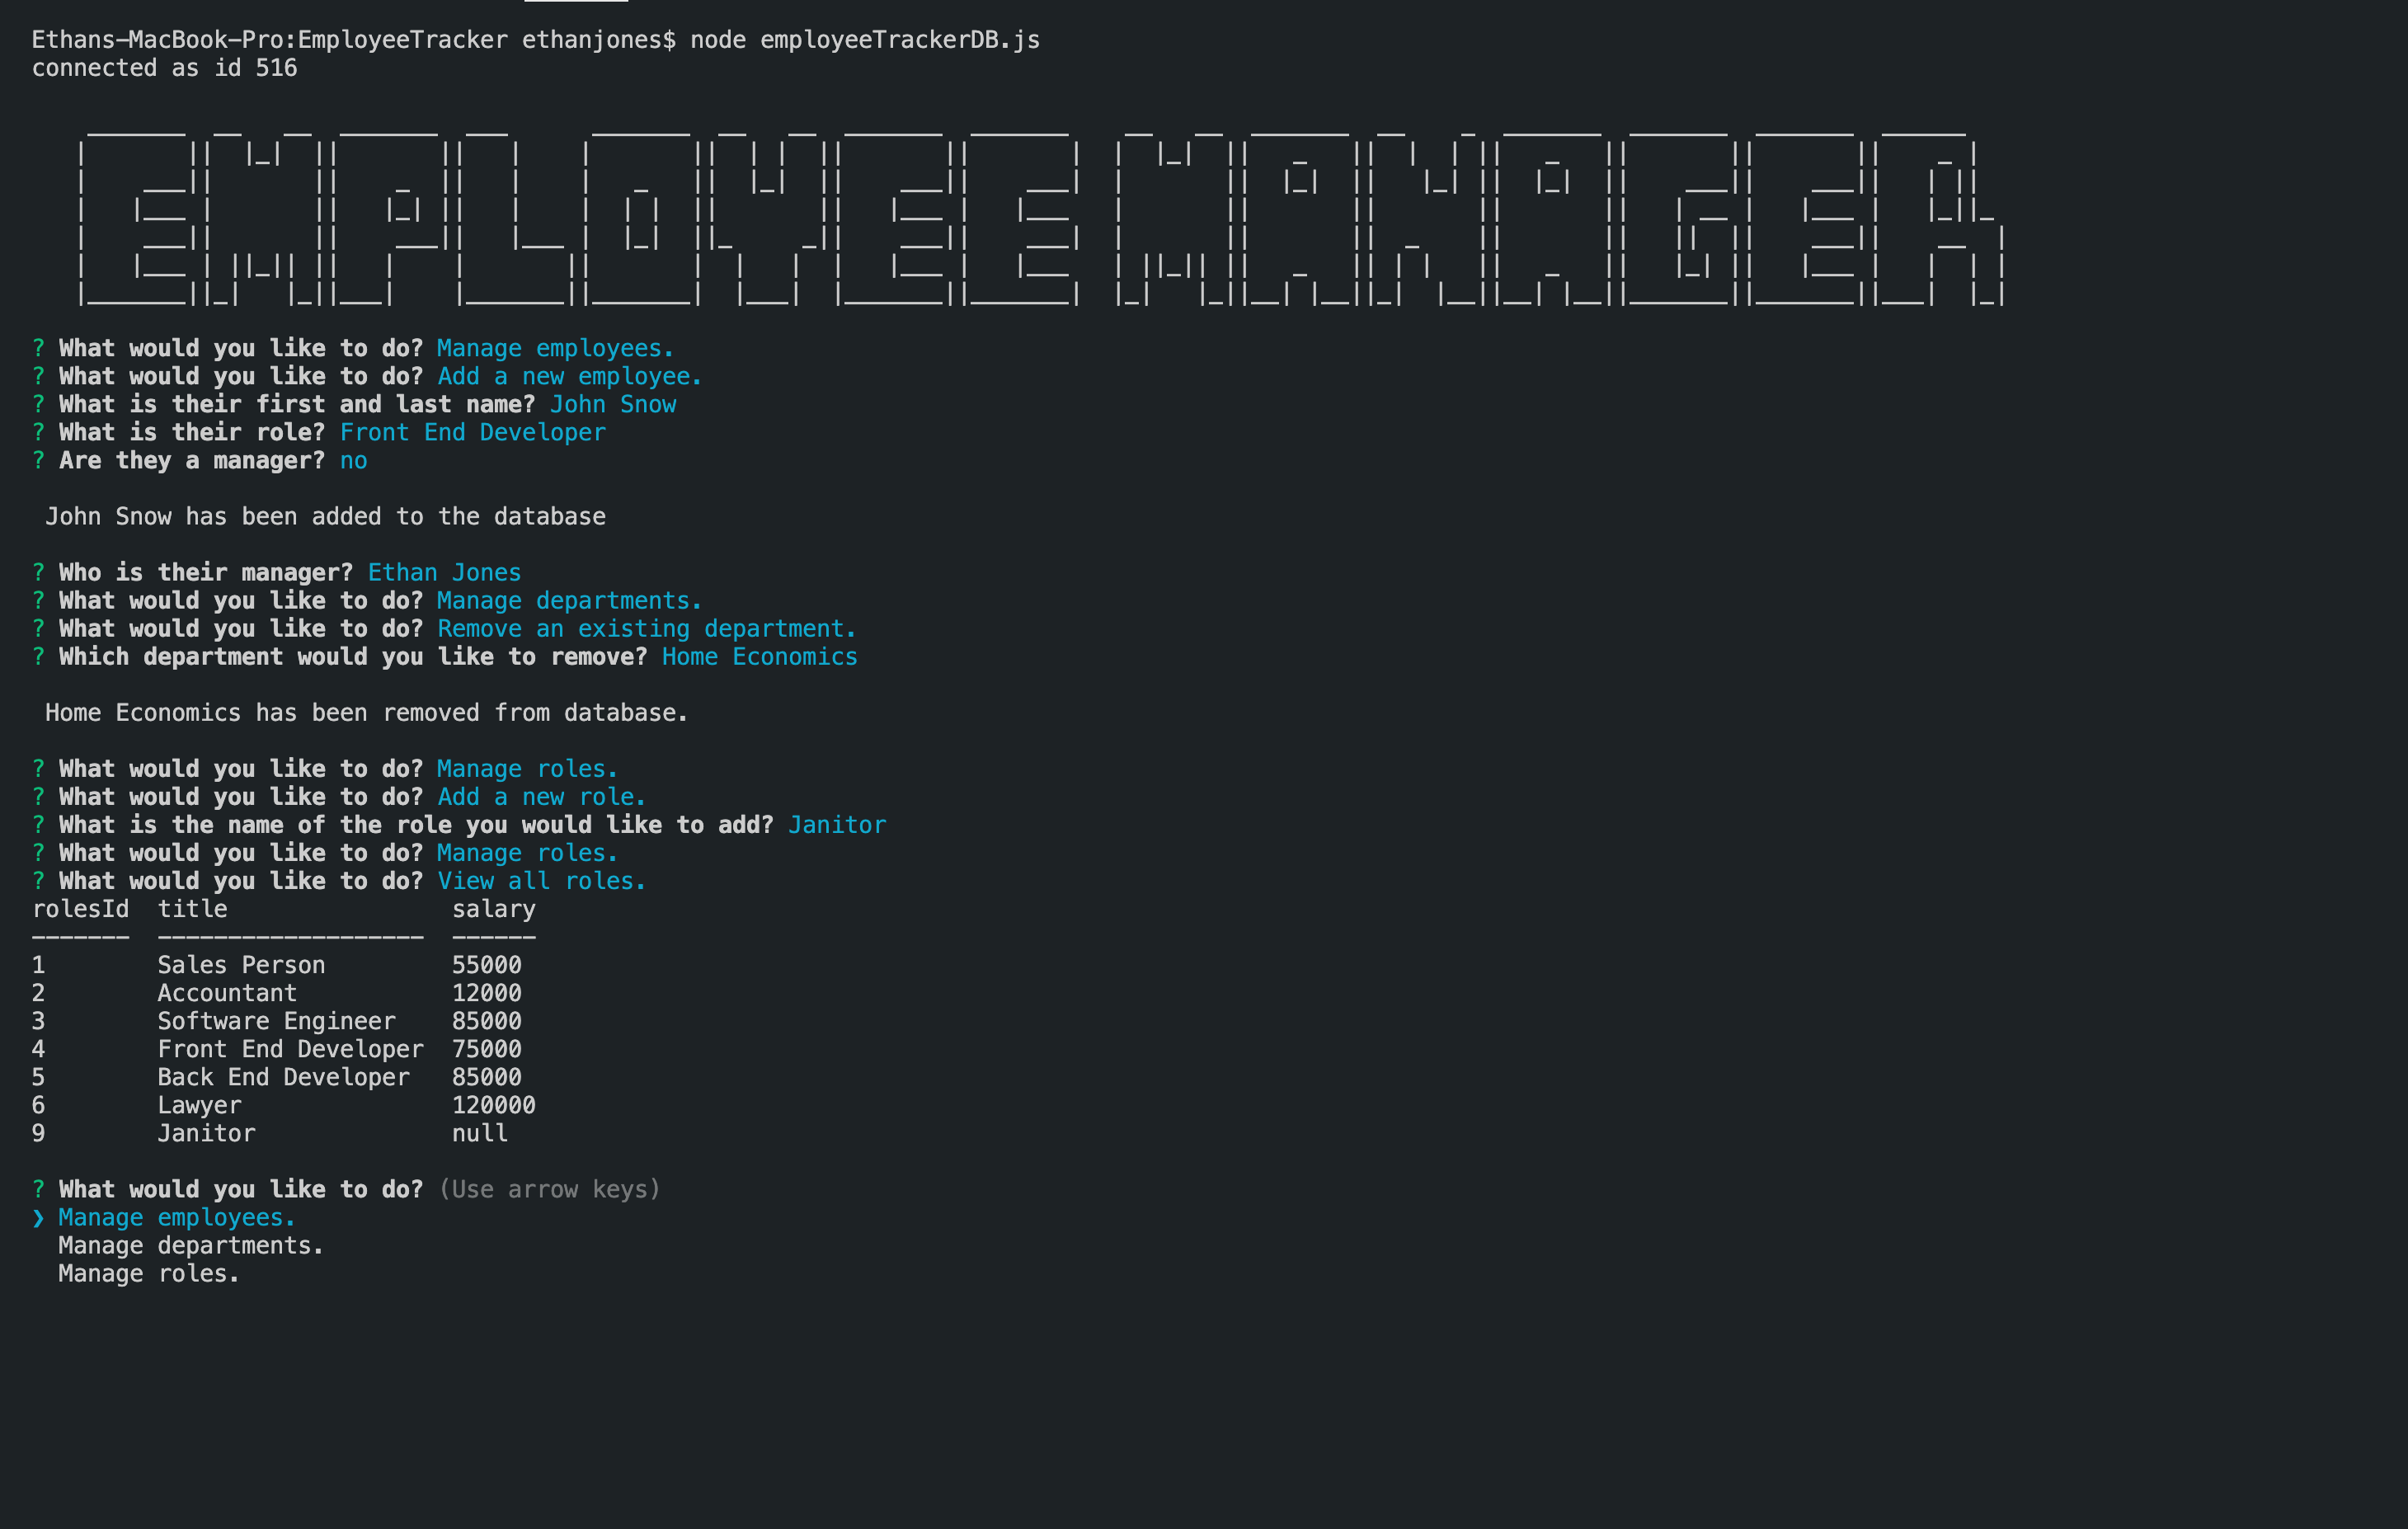 Ethans-MacBook-Pro:EmployeeTracker ethanjones$ node employeeTrackerDB.js
connected as id 516
EMPLOYEE MANAGER
? What would you like to do? Manage employees.
? What would you like to do? Add a new employee.
? What is their first and last name? John Snow
? What is their role? Front End Developer
? Are they a manager? no
John Snow has been added to the database
? Who is their manager? Ethan Jones
? What would you like to do? Manage departments.
? What would you like to do? Remove an existing department.
? Which department would you like to remove? Home Economics
Home Economics has been removed from database.
? What would you like to do? Manage roles.
? What would you like to do? Add a new role.
? What is the name of the role you would like to add? Janitor
? What would you like to do? Manage roles.
? What would you like to do? View all roles.
rolesId  title                salary
-------  -------------------  ------
1        Sales Person         55000
2        Accountant           12000
3        Software Engineer    85000
4        Front End Developer  75000
5        Back End Developer   85000
6        Lawyer               120000
9        Janitor              null
? What would you like to do? (Use arrow keys)
❯ Manage employees.
Manage departments.
Manage roles.